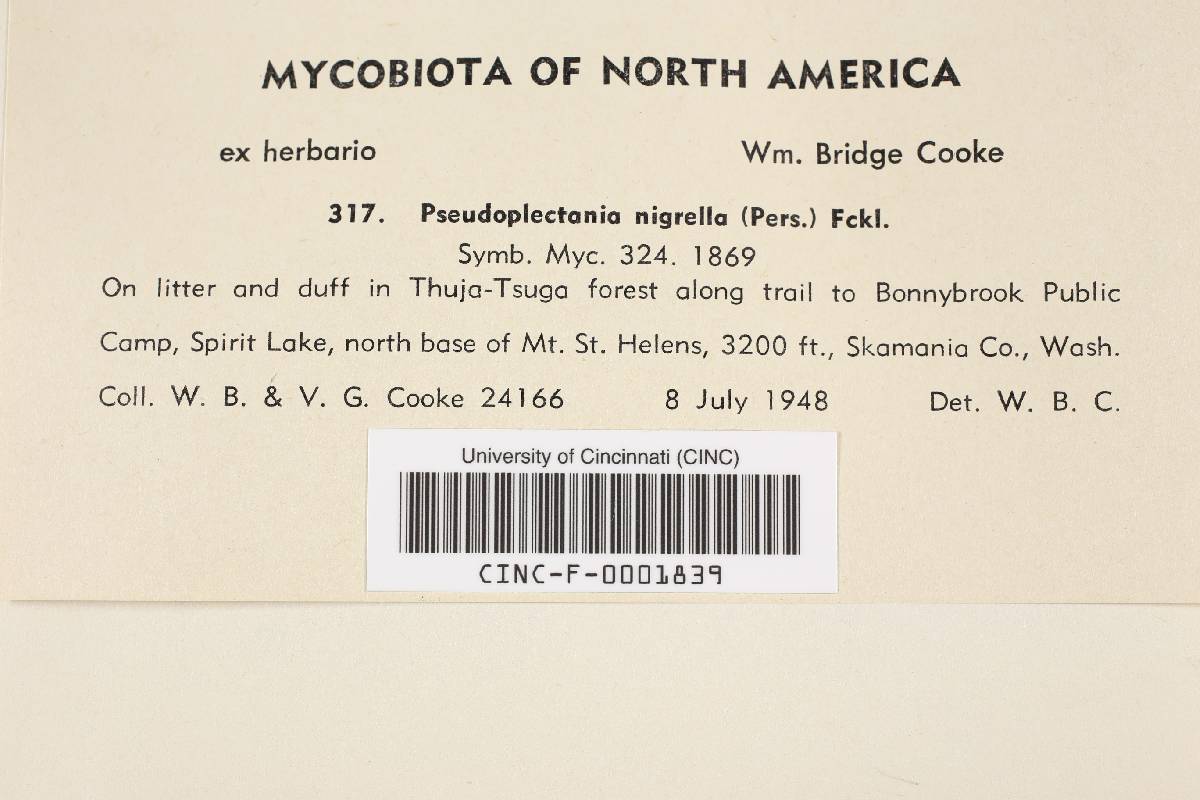 MYCOBIOTA OF NORTH AMERICA
ex herbario Wm. Bridge Cooke
317. Pseudoplectania nigrella (Pers.) Fckl.
Symb. Myc. 324. 1869
On litter and duff in Thuja-Tsuga forest along trail to Bonnybrook Public
Camp, Spirit Lake, north base of Mt. St. Helens, 3200 ft., Skamania Co., Wash.
Coll. W. B. & V. G. Cooke 24166 8 July 1948 Det. W. B. C.
University of Cincinnati (CINC)
CINC-F-0001839